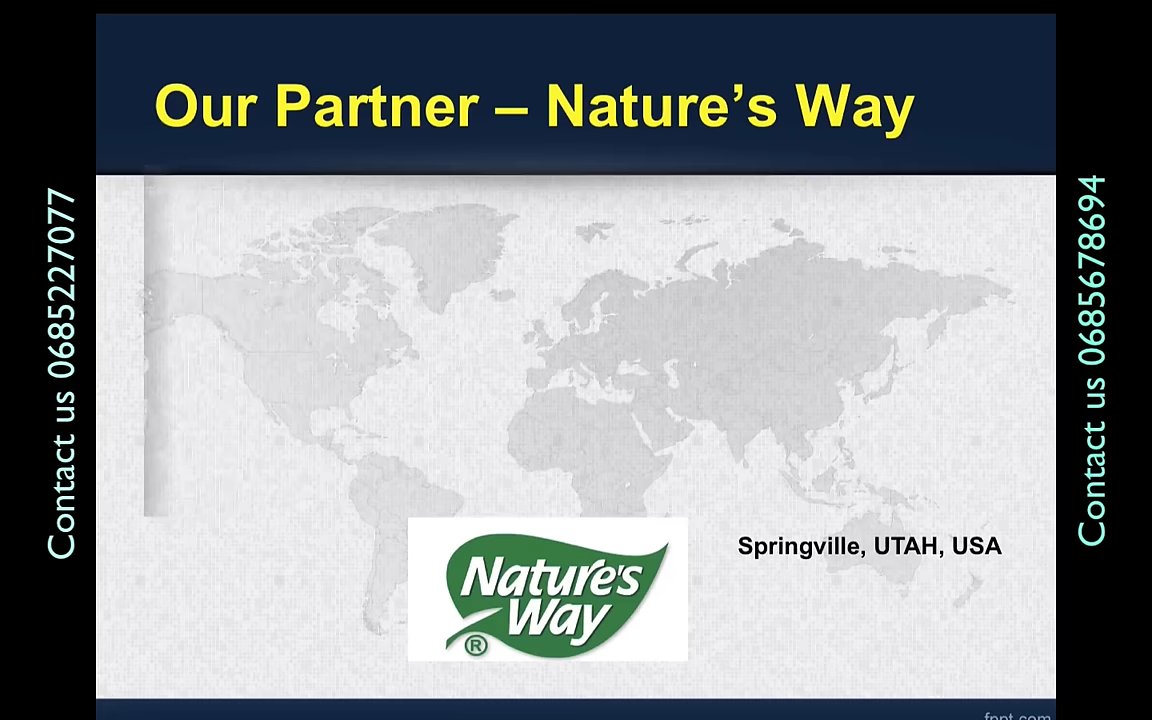 Our Partner – Nature's Way
Contact us 0685227077
Contact us 0685678694
Nature's
Way
®
Springville, UTAH, USA
fppt.com